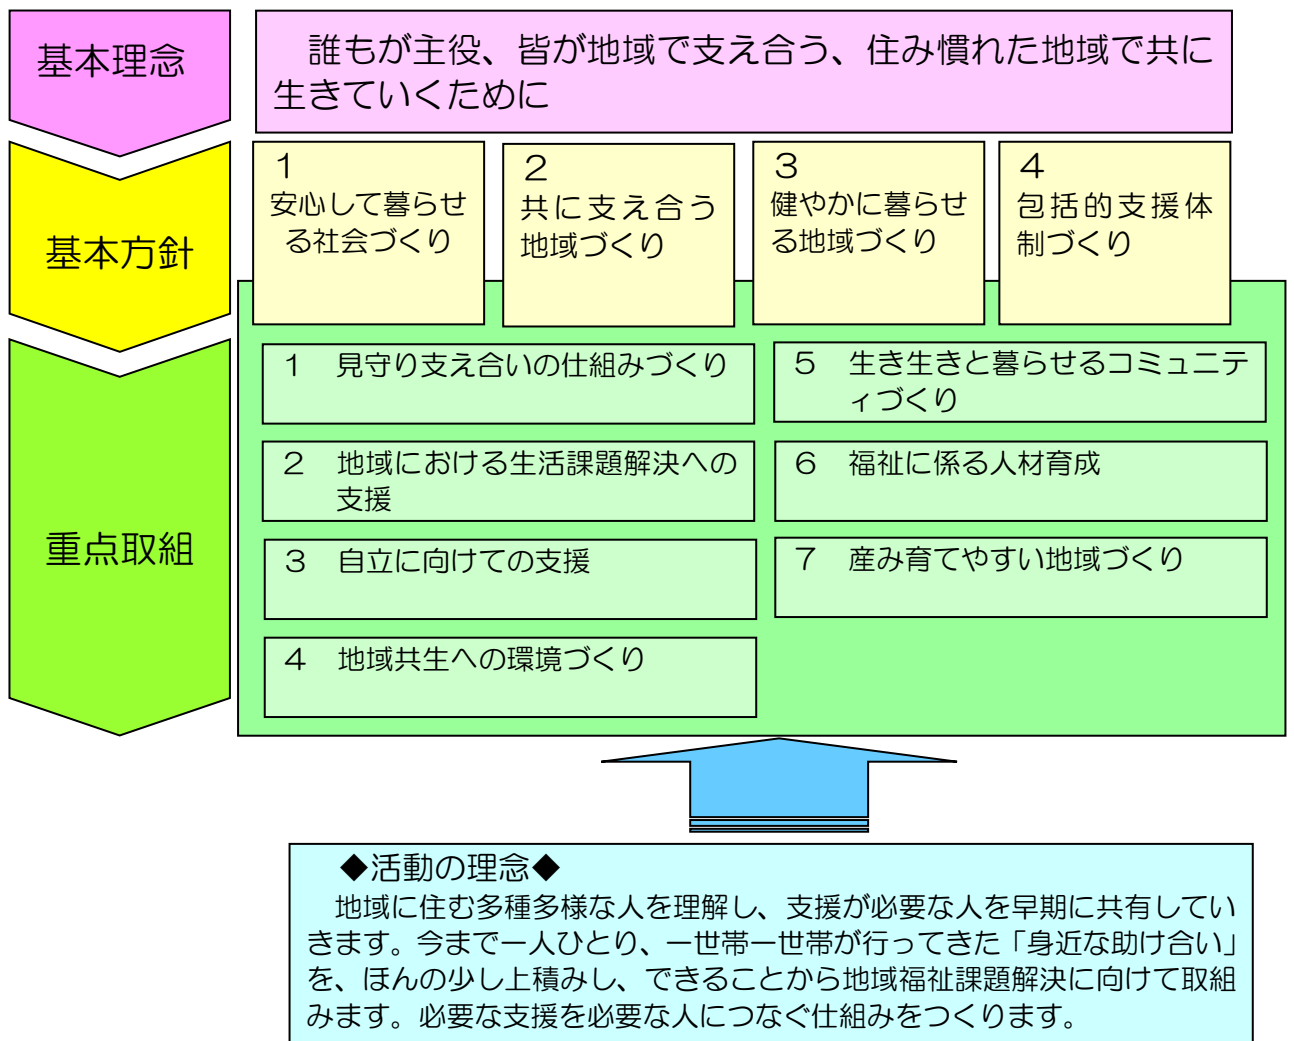 基本理念
誰もが主役、皆が地域で支え合う、住み慣れた地域で共に
生きていくために
基本方針
1
安心して暮らせ
る社会づくり
2
共に支え合う
地域づくり
3
健やかに暮らせ
る地域づくり
4
包括的支援体
制づくり
重点取組
1 見守り支え合いの仕組みづくり
2 地域における生活課題解決への
支援
3 自立に向けての支援
4 地域共生への環境づくり
5 生き生きと暮らせるコミュニテ
ィづくり
6 福祉に係る人材育成
7 産み育てやすい地域づくり
◆活動の理念◆
地域に住む多種多様な人を理解し、支援が必要な人を早期に共有してい
きます。今まで一人ひとり、一世帯一世帯が行ってきた「身近な助け合い」
を、ほんの少し上積みし、できることから地域福祉課題解決に向けて取組
みます。必要な支援を必要な人につなぐ仕組みをつくります。